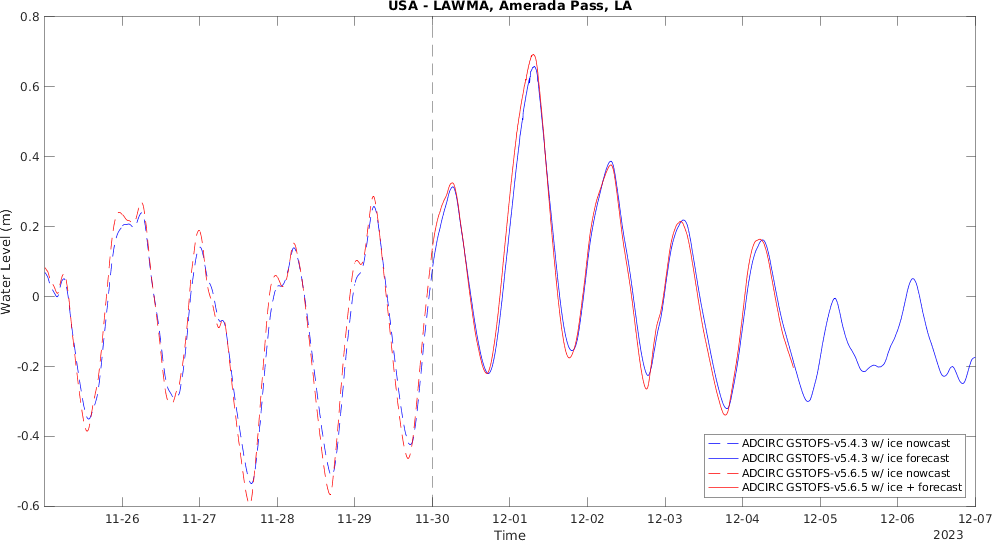 USA - LAWMA, Amerada Pass, LA
Water Level (m)
0.8
0.6
0.4
0.2
0
-0.2
-0.4
-0.6
ADCIRC GSTOFS-v5.4.3 w/ ice nowcast
ADCIRC GSTOFS-v5.4.3 w/ ice forecast
ADCIRC GSTOFS-v5.6.5 w/ ice nowcast
ADCIRC GSTOFS-v5.6.5 w/ ice + forecast
11-26 11-27 11-28 11-29 11-30 12-01 12-02 12-03 12-04 12-05 12-06 12-07
Time
2023